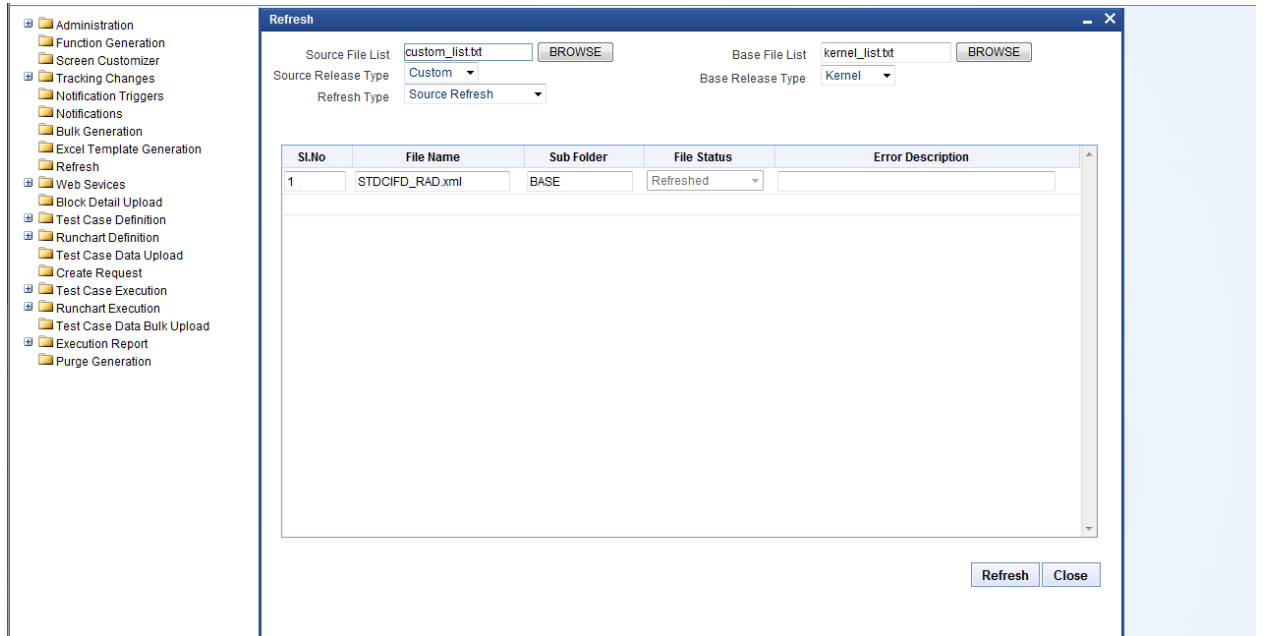 Administration
Function Generation
Screen Customizer
Tracking Changes
Notification Triggers
Notifications
Bulk Generation
Excel Template Generation
Refresh
Web Sevices
Block Detail Upload
Test Case Definition
Runchart Definition
Test Case Data Upload
Create Request
Test Case Execution
Runchart Execution
Test Case Data Bulk Upload
Execution Report
Purge Generation
Refresh
Source File List custom_list.txt BROWSE Base File List kernel_list.txt BROWSE
Source Release Type Custom Base Release Type Kernel
Refresh Type Source Refresh
Sl.No File Name Sub Folder File Status Error Description
1 STDCIFD_RAD.xml BASE Refreshed
Refresh Close